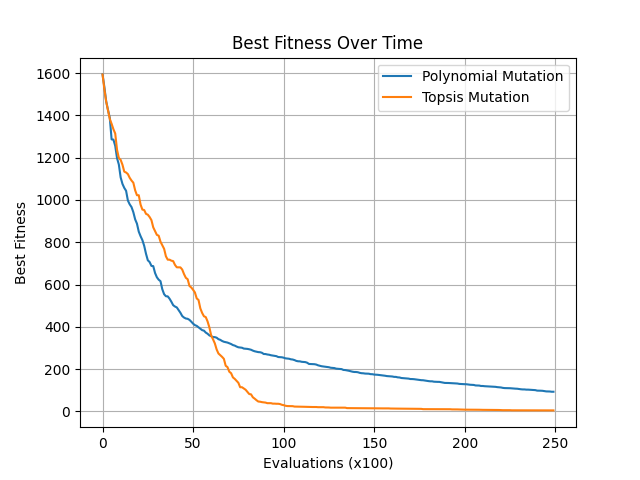 Best Fitness Over Time
Polynomial Mutation
Topsis Mutation
Best Fitness
1600
1400
1200
1000
800
600
400
200
0
0 50 100 150 200 250
Evaluations (x100)